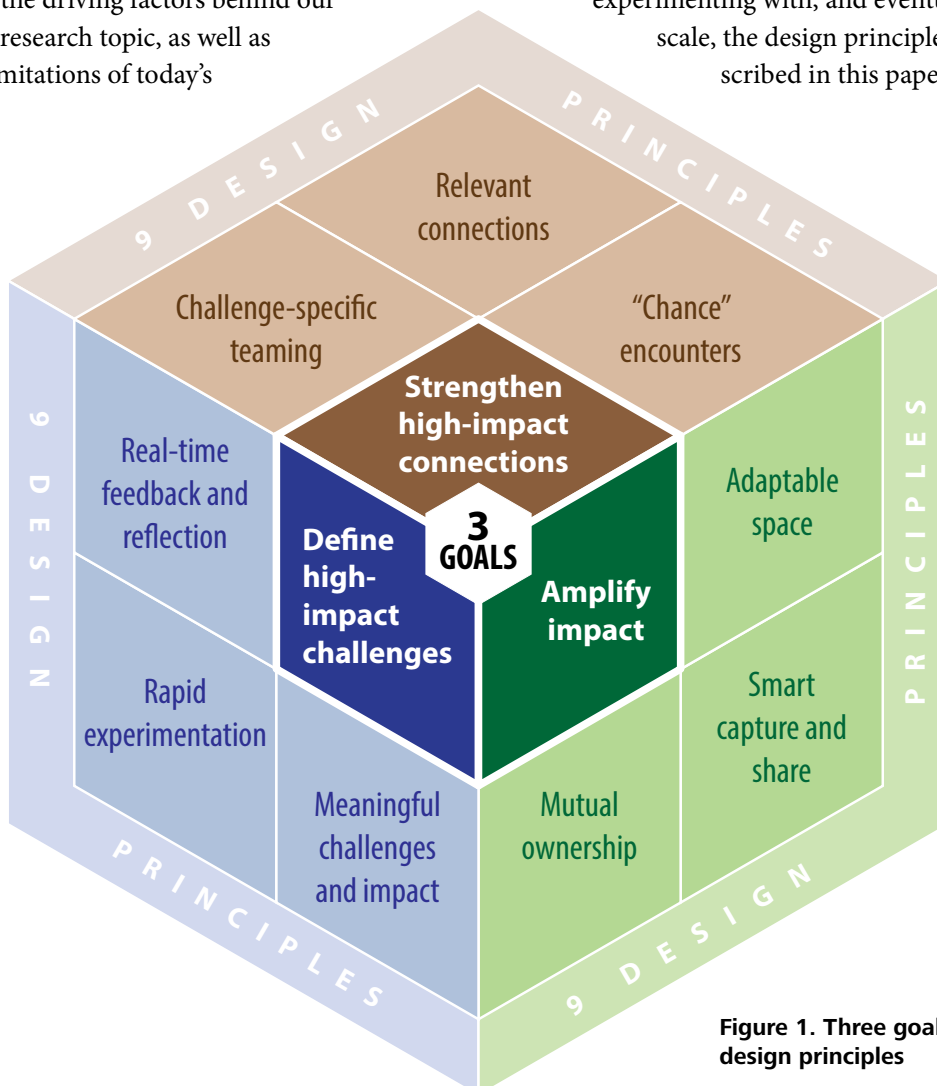 the driving factors behind our
research topic, as well as
mitations of today's
experimenting with, and eventu
scale, the design principle
scribed in this pape
9 DESIGN
PRINCIPLES
Relevant
connections
Challenge-specific
teaming
“Chance”
encounters
Strengthen
high-impact
connections
3
GOALS
Define
high-
impact
challenges
Amplify
impact
9 DESIGN
PRINCIPLES
Real-time
feedback and
reflection
Rapid
experimentation
Meaningful
challenges
and impact
Adaptable
space
Smart
capture and
share
Mutual
ownership
9 DESIGN
PRINCIPLES
Figure 1. Three goal
design principles